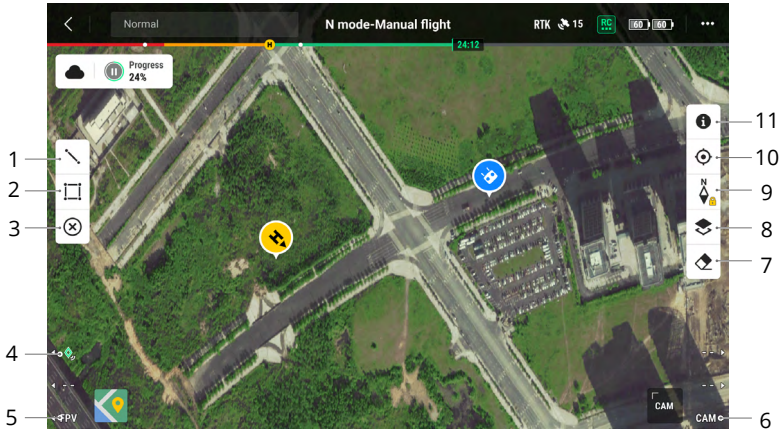 Normal
N mode-Manual flight
RTK 15 RC 60 60
H
24:12
Progress
24%
1
2
3
4
5
H
- -
FPV
11
10
N
9
8
7
- -
- -
CAM
CAM
6